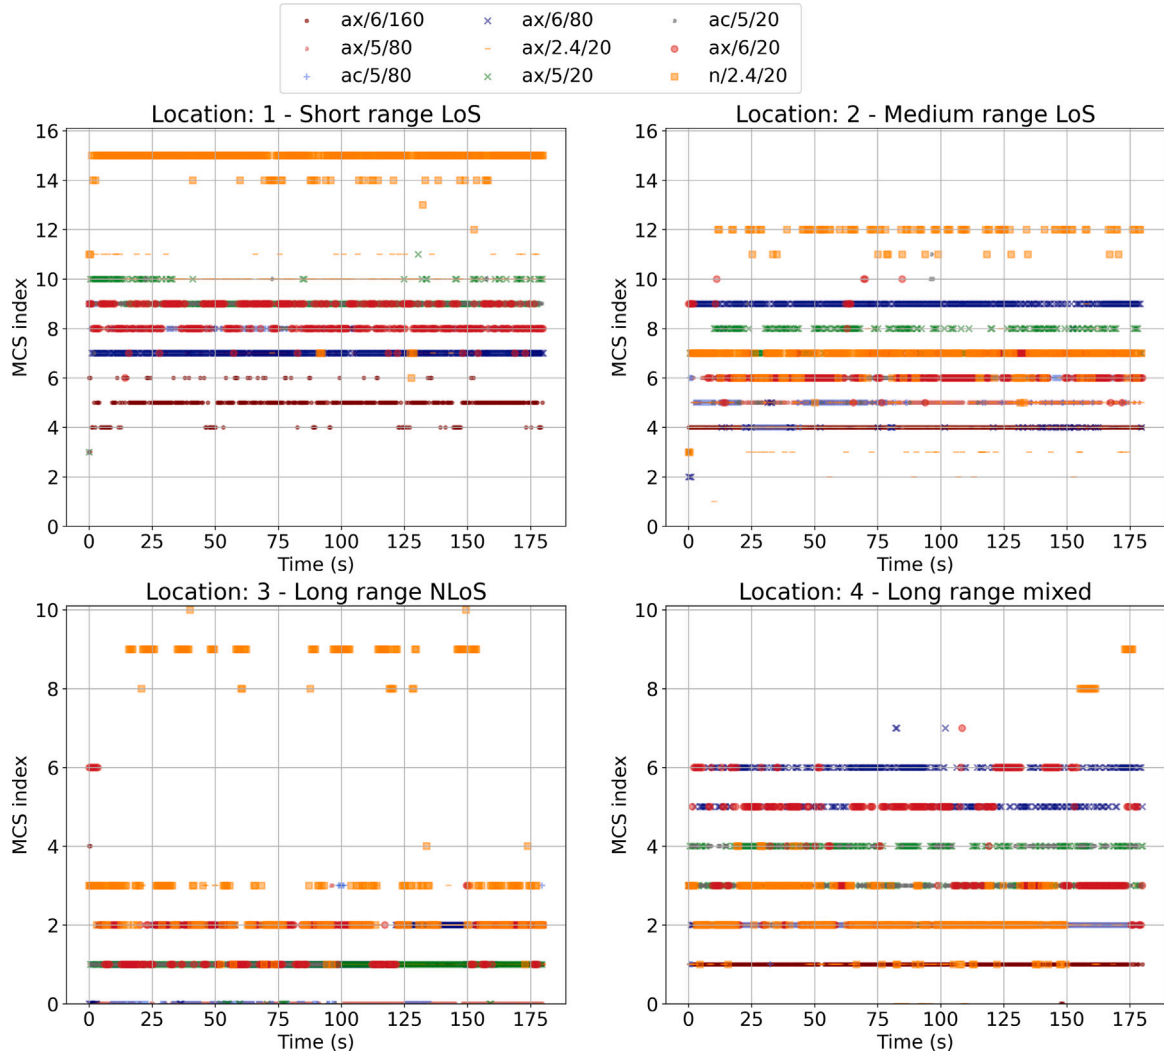 ax/6/160 ax/6/80 ac/5/20
ax/5/80 ax/2.4/20 ax/6/20
ac/5/80 ax/5/20 n/2.4/20
Location: 1 - Short range LoS
16
14
12
10
8
6
4
2
0
MCS index
0 25 50 75 100 125 150 175
Time (s)
Location: 2 - Medium range LoS
16
14
12
10
8
6
4
2
0
MCS index
0 25 50 75 100 125 150 175
Time (s)
Location: 3 - Long range NLoS
10
8
6
4
2
0
MCS index
0 25 50 75 100 125 150 175
Time (s)
Location: 4 - Long range mixed
10
8
6
4
2
0
MCS index
0 25 50 75 100 125 150 175
Time (s)